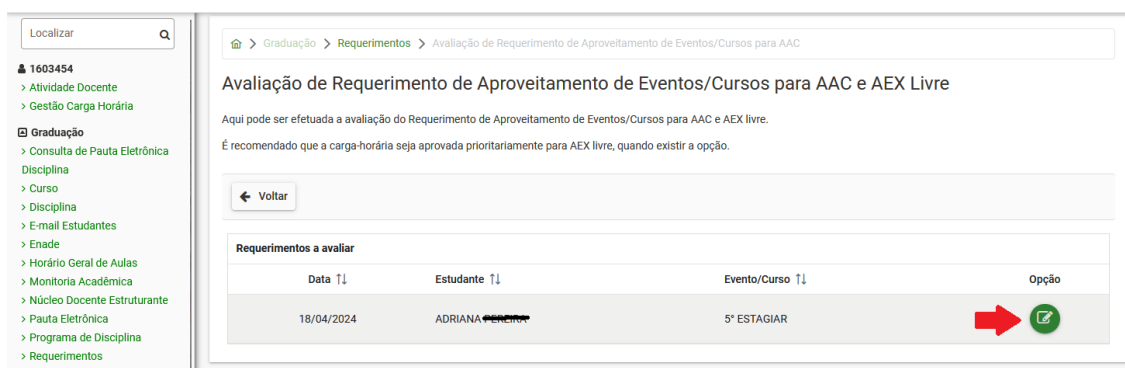 Localizar
1603454
> Atividade Docente
> Gestão Carga Horária
Graduação
> Consulta de Pauta Eletrônica
Disciplina
> Curso
> Disciplina
> E-mail Estudantes
> Enade
> Horário Geral de Aulas
> Monitoria Acadêmica
> Núcleo Docente Estruturante
> Pauta Eletrônica
> Programa de Disciplina
> Requerimentos
> Graduação > Requerimentos > Avaliação de Requerimento de Aproveitamento de Eventos/Cursos para AAC
Avaliação de Requerimento de Aproveitamento de Eventos/Cursos para AAC e AEX Livre
Aqui pode ser efetuada a avaliação do Requerimento de Aproveitamento de Eventos/Cursos para AAC e AEX livre.
É recomendado que a carga-horária seja aprovada prioritariamente para AEX livre, quando existir a opção.
Voltar
Requerimentos a avaliar
Data Estudante Evento/Curso Opção
18/04/2024 ADRIANA 5° ESTAGIAR